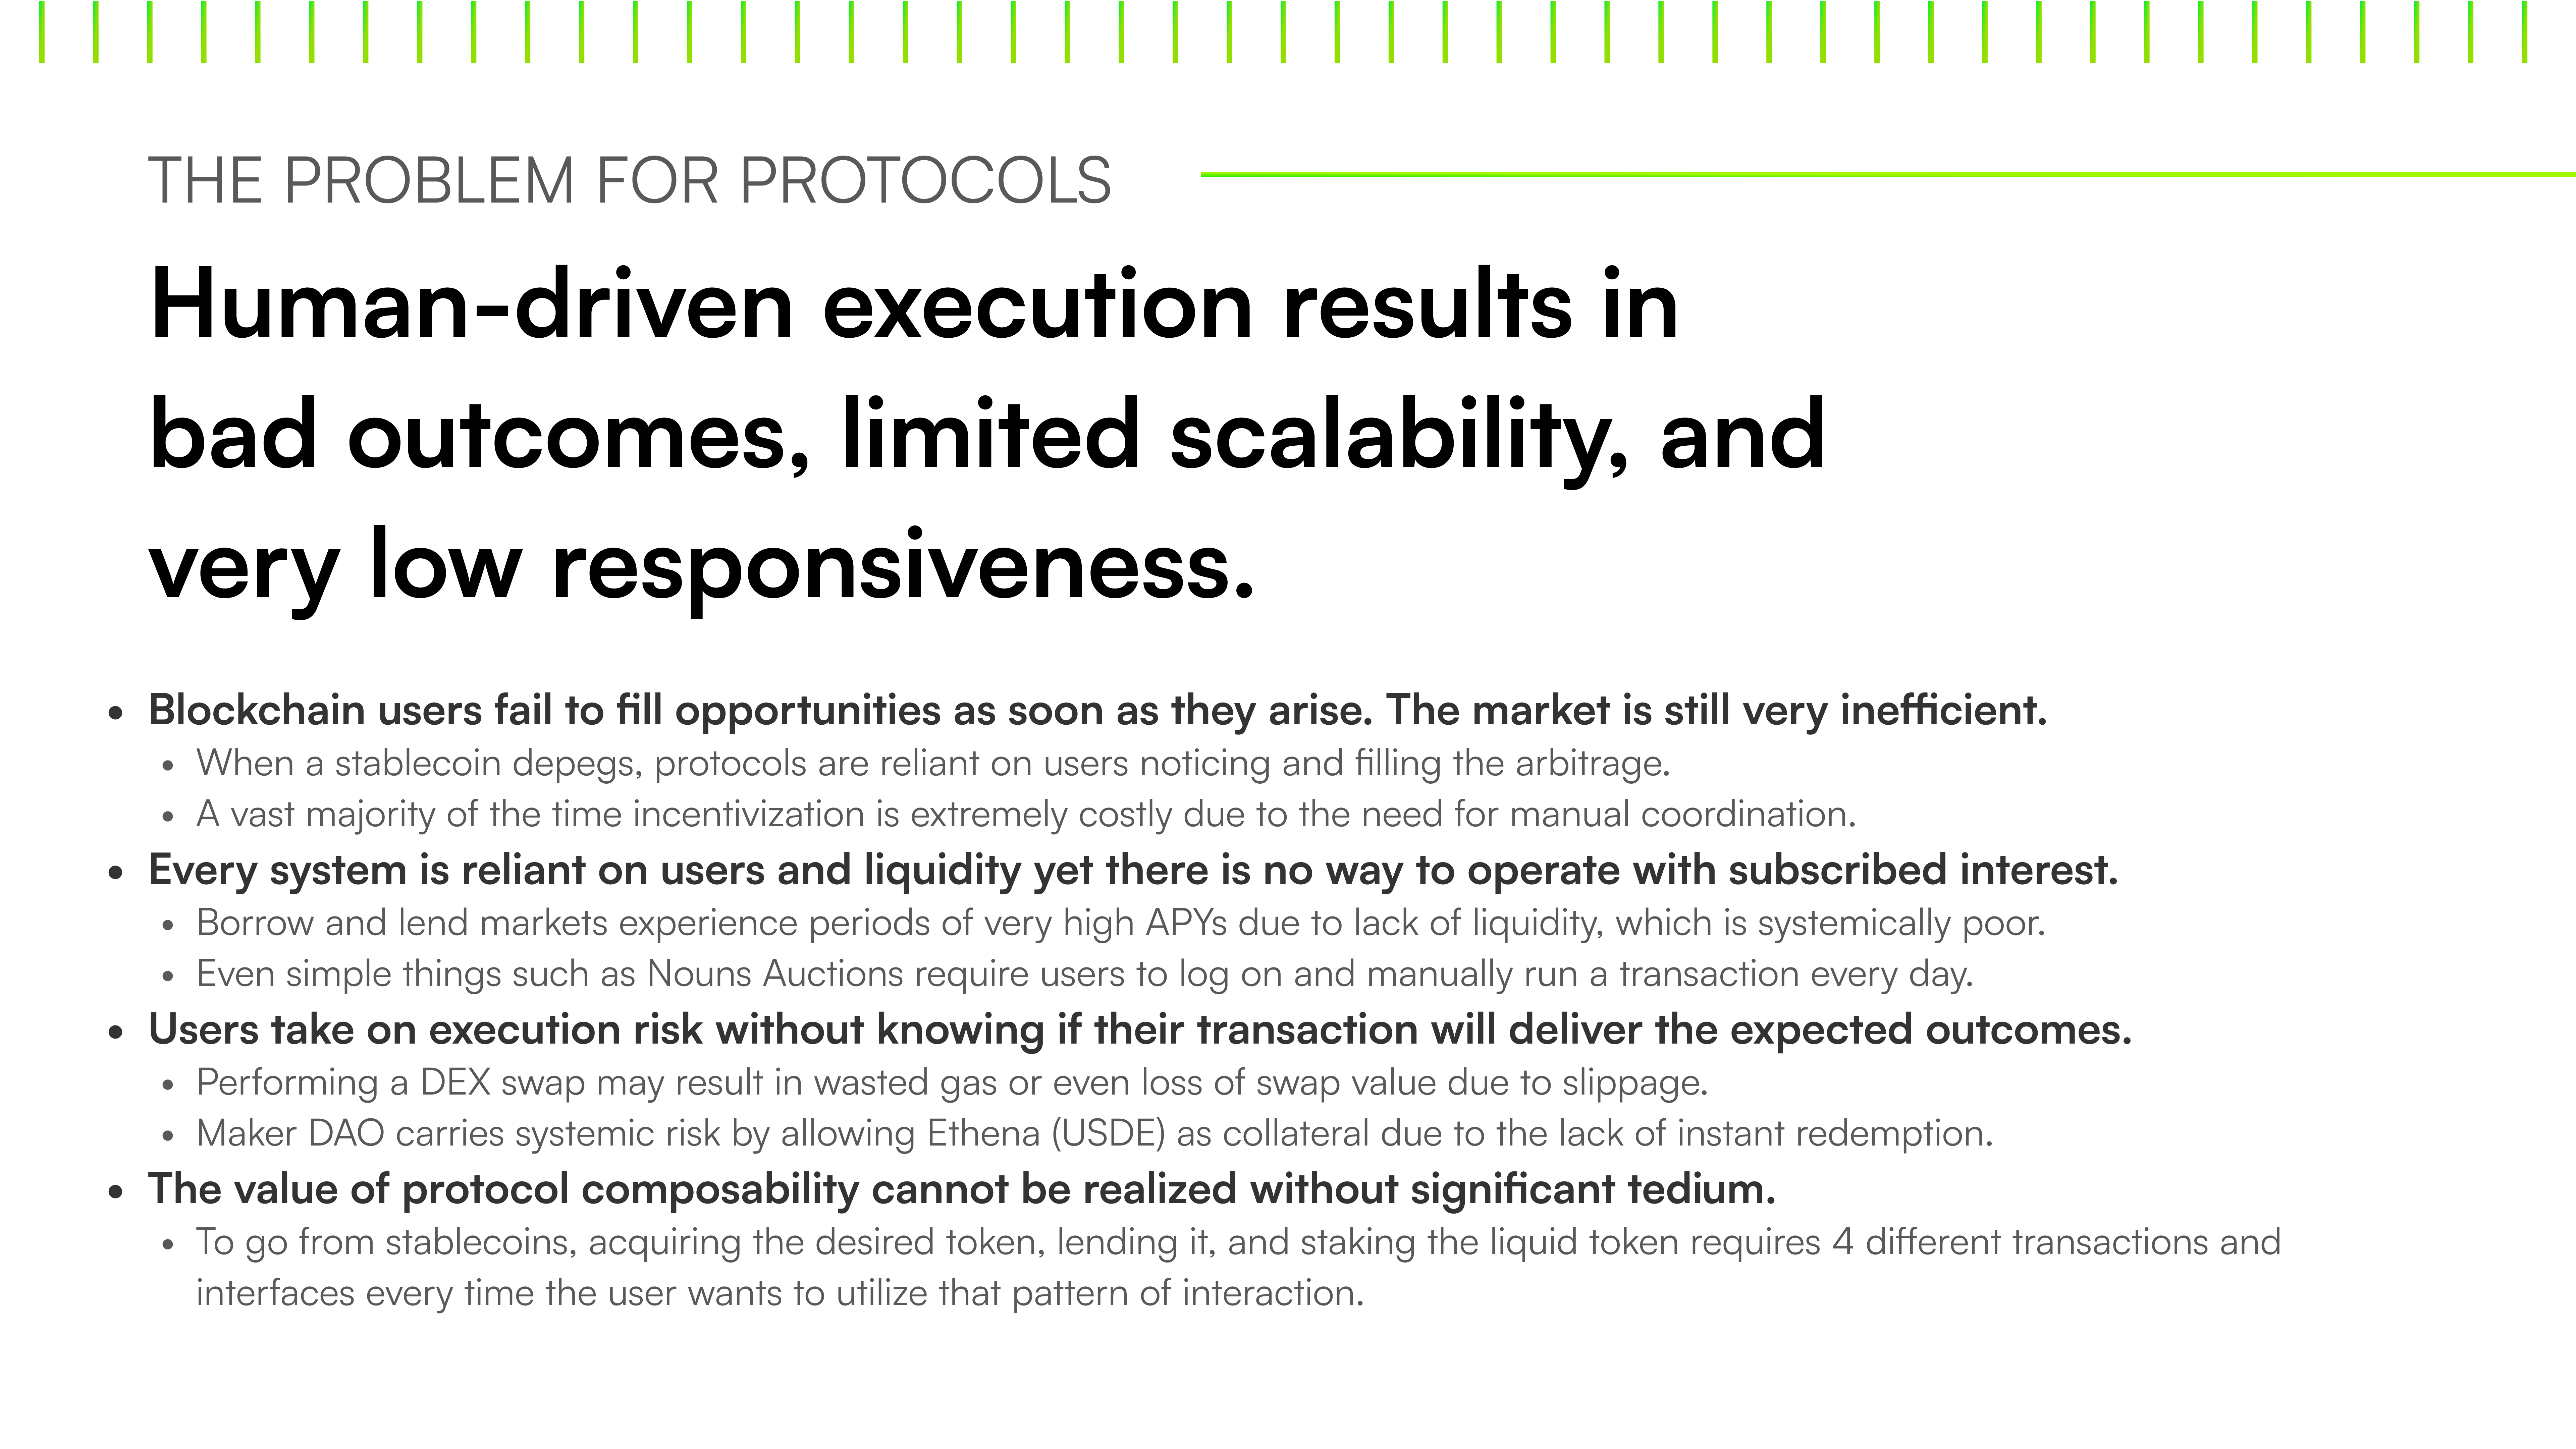 THE PROBLEM FOR PROTOCOLS
Human-driven execution results in
bad outcomes, limited scalability, and
very low responsiveness.
• Blockchain users fail to fill opportunities as soon as they arise. The market is still very inefficient.
• When a stablecoin depegs, protocols are reliant on users noticing and filling the arbitrage.
• A vast majority of the time incentivization is extremely costly due to the need for manual coordination.
• Every system is reliant on users and liquidity yet there is no way to operate with subscribed interest.
• Borrow and lend markets experience periods of very high APYs due to lack of liquidity, which is systemically poor.
• Even simple things such as Nouns Auctions require users to log on and manually run a transaction every day.
• Users take on execution risk without knowing if their transaction will deliver the expected outcomes.
• Performing a DEX swap may result in wasted gas or even loss of swap value due to slippage.
• Maker DAO carries systemic risk by allowing Ethena (USDE) as collateral due to the lack of instant redemption.
• The value of protocol composability cannot be realized without significant tedium.
• To go from stablecoins, acquiring the desired token, lending it, and staking the liquid token requires 4 different transactions and
interfaces every time the user wants to utilize that pattern of interaction.